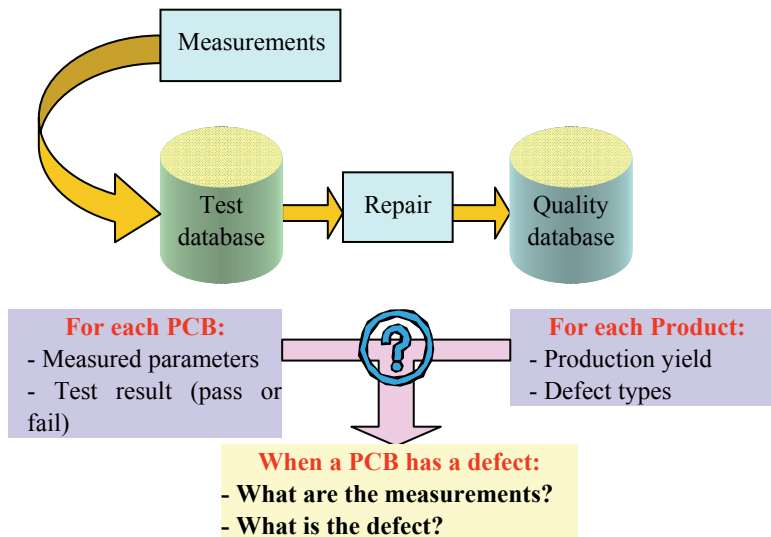 Measurements
Test
database
Repair
Quality
database
For each PCB:
- Measured parameters
- Test result (pass or
fail)
?
For each Product:
- Production yield
- Defect types
When a PCB has a defect:
- What are the measurements?
- What is the defect?